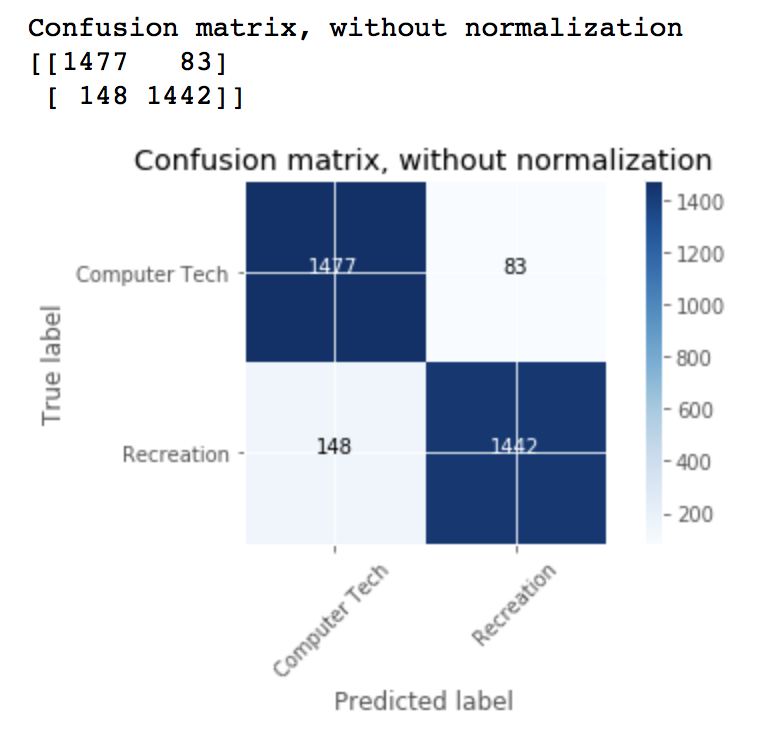 Confusion matrix, without normalization
[[1477   83]
 [ 148 1442]]
Confusion matrix, without normalization
1400
1200
1000
800
600
400
200
True label
Computer Tech
1477
83
Recreation
148
1442
Computer Tech
Recreation
Predicted label